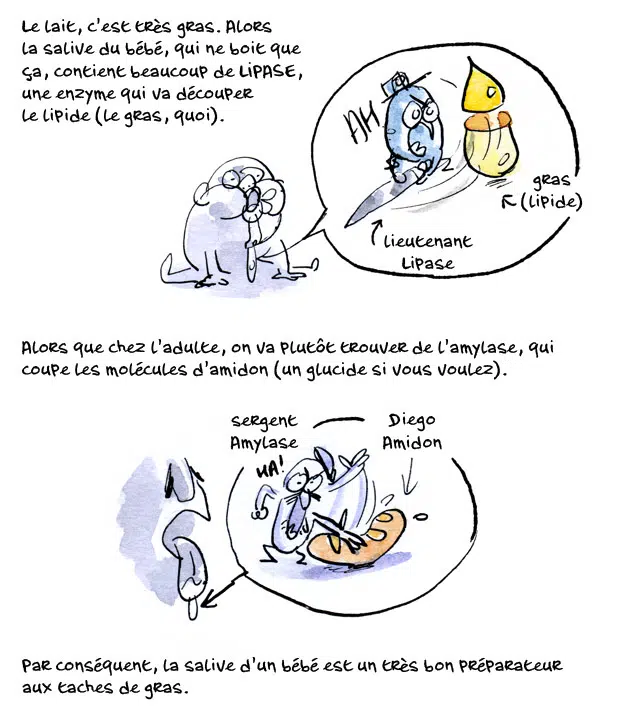 Le lait, c'est très gras. Alors
la salive du bébé, qui ne boit que
ça, contient beaucoup de LIPASE,
une enzyme qui va découper
le lipide (le gras, quoi).
AH
gras
(lipide)
lieutenant
Lipase
Alors que chez l'adulte, on va plutôt trouver de l'amylase, qui
coupe les molécules d'amidon (un glucide si vous voulez).
sergent
Amylase
Diego
Amidon
HA!
Par conséquent, la salive d'un bébé est un très bon préparateur
aux taches de gras.